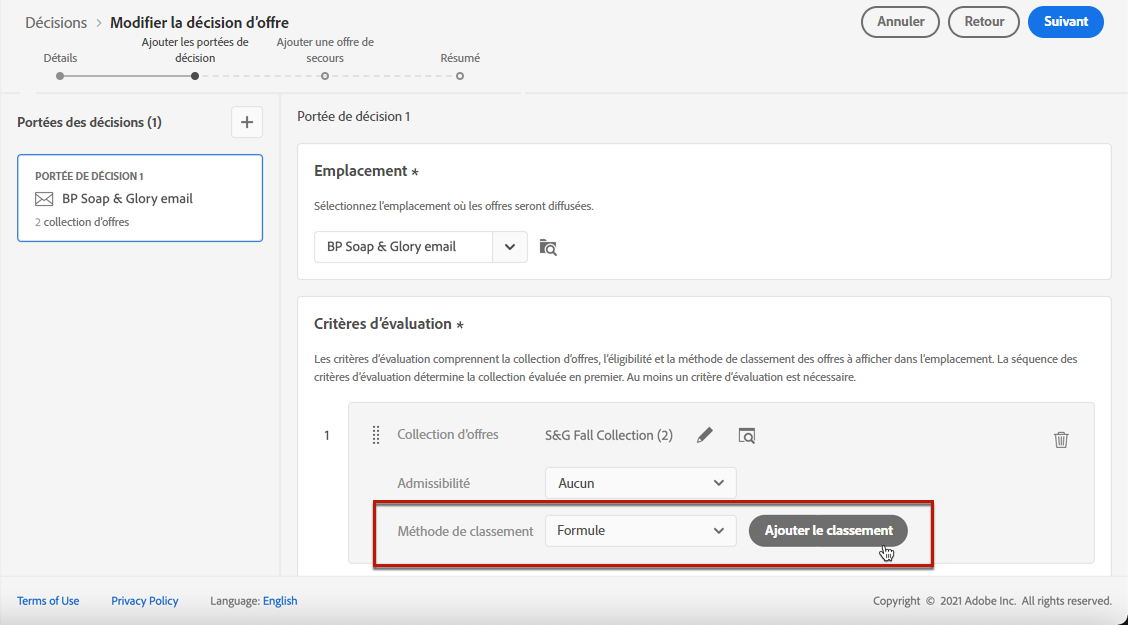 Décisions > Modifier la décision d'offre
Annuler
Retour
Suivant
Détails
Ajouter les portées de
décision
Ajouter une offre de
secours
Résumé
Portées des décisions (1)
PORTÉE DE DÉCISION 1
BP Soap & Glory email
2 collection d'offres
Portée de décision 1
Emplacement *
Sélectionnez l'emplacement où les offres seront diffusées.
BP Soap & Glory email
Critères d'évaluation *
Les critères d'évaluation comprennent la collection d'offres, l'éligibilité et la méthode de classement des offres à afficher dans l'emplacement. La séquence des
critères d'évaluation détermine la collection évaluée en premier. Au moins un critère d'évaluation est nécessaire.
1
Collection d'offres
S&G Fall Collection (2)
Admissibilité
Aucun
Méthode de classement
Formule
Ajouter le classement
Terms of Use
Privacy Policy
Language: English
Copyright © 2021 Adobe Inc. All rights reserved.